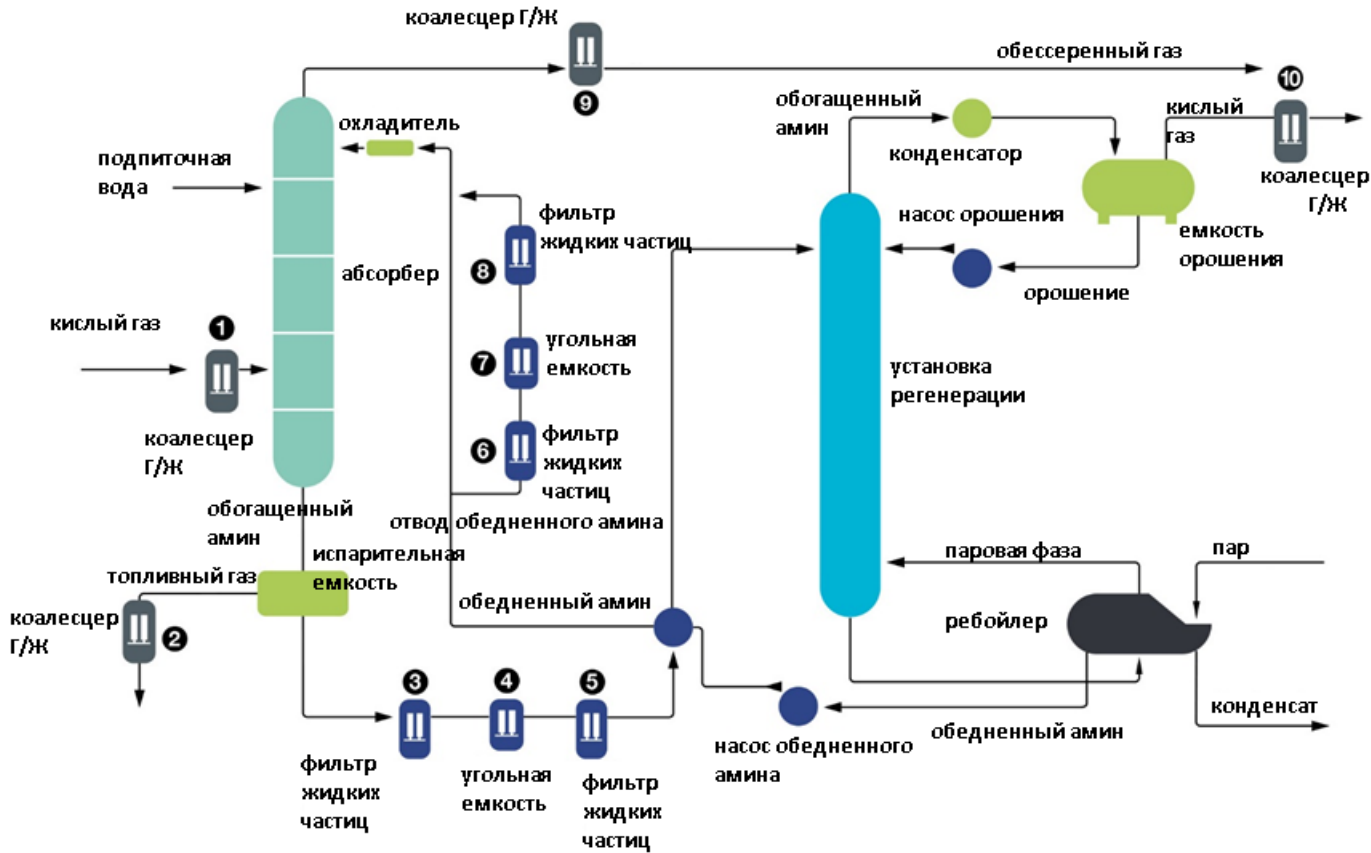 коалесцер Г/Ж
9
обессеренный газ
10
обогащенный
амин
кислый
газ
охладитель
конденсатор
коалесцер
Г/Ж
подпиточная
вода
фильтр
жидких частиц
насос орошения
емкость
орошения
8
абсорбер
орошение
кислый газ
1
угольная
емкость
7
установка
регенерации
коалесцер
Г/Ж
6
фильтр
жидких
частиц
обогащенный
амин
отвод обедненного амина
испарительная
емкость
топливный газ
паровая фаза
пар
коалесцер
Г/Ж
2
обедненный амин
ребойлер
3
4
5
конденсат
обедненный амин
насос обедненного
амина
фильтр
жидких
частиц
угольная
емкость
фильтр
жидких
частиц